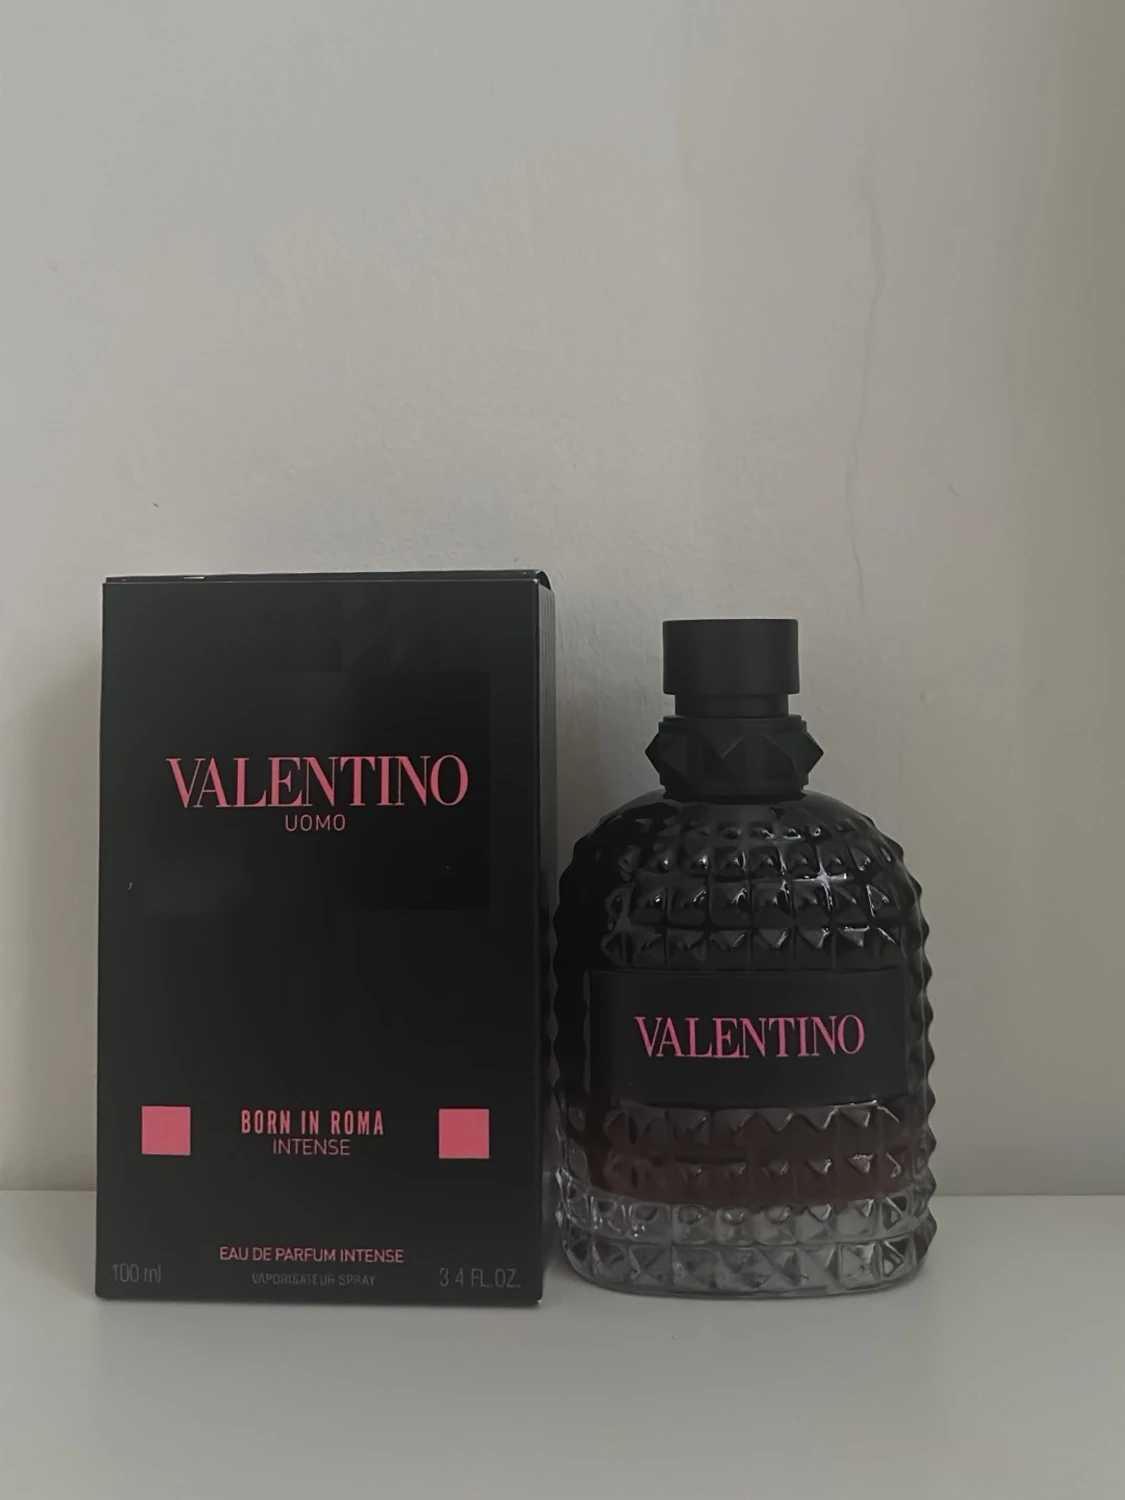 VALENTINO
UOMO
BORN IN ROMA
INTENSE
EAU DE PARFUM INTENSE
100 ml
VAPORISATEUR SPRAY
3.4 FL.OZ.
VALENTINO